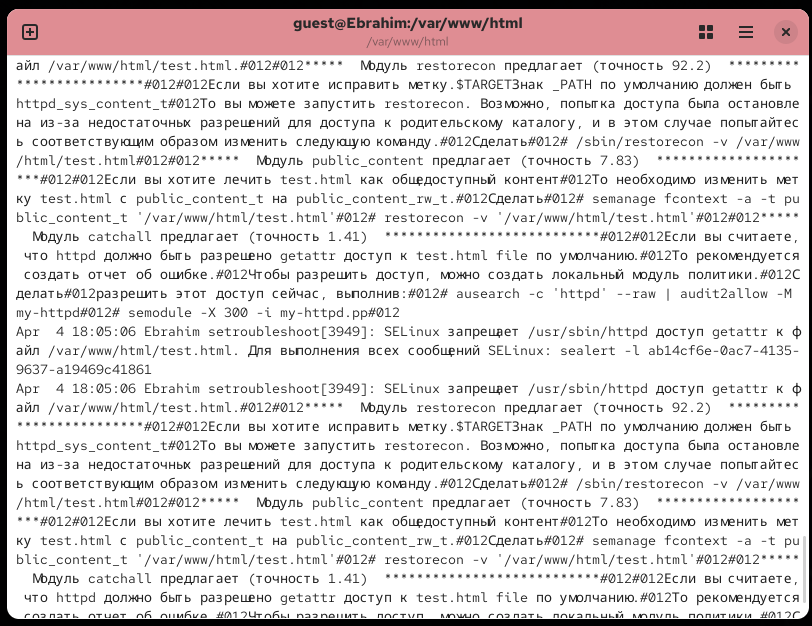 guest@Ebrahim:/var/www/html
/var/www/html
айл /var/www/html/test.html.#012#012*****  Модуль restorecon предлагает (точность 92.2)  *********
****************#012#012Если вы хотите исправить метку.$TARGETЗнак _PATH по умолчанию должен быть
httpd_sys_content_t#012То вы можете запустить restorecon. Возможно, попытка доступа была остановле
на из-за недостаточных разрешений для доступа к родительскому каталогу, и в этом случае попытайтес
ь соответствующим образом изменить следующую команду.#012Сделать#012# /sbin/restorecon -v /var/www
/html/test.html#012#012*****  Модуль public_content предлагает (точность 7.83)  ******************
***#012#012Если вы хотите лечить test.html как общедоступный контент#012То необходимо изменить мет
ку test.html с public_content_t на public_content_rw_t.#012Сделать#012# semanage fcontext -a -t pu
blic_content_t '/var/www/html/test.html'#012# restorecon -v '/var/www/html/test.html'#012#012*****
  Модуль catchall предлагает (точность 1.41)  ***************************#012#012Если вы считаете,
 что httpd должно быть разрешено getattr доступ к test.html file по умолчанию.#012То рекомендуется
 создать отчет об ошибке.#012Чтобы разрешить доступ, можно создать локальный модуль политики.#012С
делать#012разрешить этот доступ сейчас, выполнив:#012# ausearch -c 'httpd' --raw | audit2allow -M
my-httpd#012# semodule -X 300 -i my-httpd.pp#012
Apr  4 18:05:06 Ebrahim setroubleshoot[3949]: SELinux запрещает /usr/sbin/httpd доступ getattr к ф
айл /var/www/html/test.html. Для выполнения всех сообщений SELinux: sealert -l ab14cf6e-0ac7-4135-
9637-a19469c41861
Apr  4 18:05:06 Ebrahim setroubleshoot[3949]: SELinux запрещает /usr/sbin/httpd доступ getattr к ф
айл /var/www/html/test.html.#012#012*****  Модуль restorecon предлагает (точность 92.2)  *********
****************#012#012Если вы хотите исправить метку.$TARGETЗнак _PATH по умолчанию должен быть
httpd_sys_content_t#012То вы можете запустить restorecon. Возможно, попытка доступа была остановле
на из-за недостаточных разрешений для доступа к родительскому каталогу, и в этом случае попытайтес
ь соответствующим образом изменить следующую команду.#012Сделать#012# /sbin/restorecon -v /var/www
/html/test.html#012#012*****  Модуль public_content предлагает (точность 7.83)  ******************
***#012#012Если вы хотите лечить test.html как общедоступный контент#012То необходимо изменить мет
ку test.html с public_content_t на public_content_rw_t.#012Сделать#012# semanage fcontext -a -t pu
blic_content_t '/var/www/html/test.html'#012# restorecon -v '/var/www/html/test.html'#012#012*****
  Модуль catchall предлагает (точность 1.41)  ***************************#012#012Если вы считаете,
 что httpd должно быть разрешено getattr доступ к test.html file по умолчанию.#012То рекомендуется
 создать отчет об ошибке.#012Чтобы разрешить доступ, можно создать локальный модуль политики.#012С